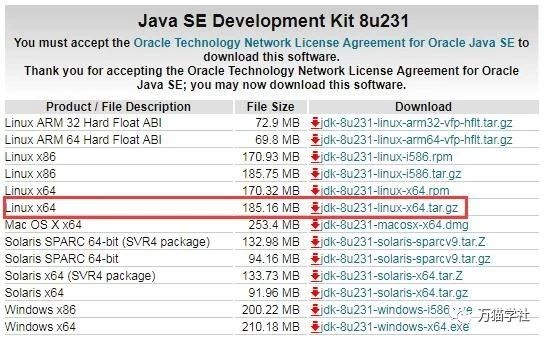 Java SE Development Kit 8u231
You must accept the Oracle Technology Network License Agreement for Oracle Java SE to
download this software.
Thank you for accepting the Oracle Technology Network License Agreement for Oracle
Java SE; you may now download this software.
Product / File Description File Size Download
Linux ARM 32 Hard Float ABI 72.9 MB jdk-8u231-linux-arm32-vfp-hflt.tar.gz
Linux ARM 64 Hard Float ABI 69.8 MB jdk-8u231-linux-arm64-vfp-hflt.tar.gz
Linux x86 170.93 MB jdk-8u231-linux-i586.rpm
Linux x86 185.75 MB jdk-8u231-linux-i586.tar.gz
Linux x64 170.32 MB jdk-8u231-linux-x64.rpm
Linux x64 185.16 MB jdk-8u231-linux-x64.tar.gz
Mac OS X x64 253.4 MB jdk-8u231-macosx-x64.dmg
Solaris SPARC 64-bit (SVR4 package) 132.98 MB jdk-8u231-solaris-sparcv9.tar.Z
Solaris SPARC 64-bit 94.16 MB jdk-8u231-solaris-sparcv9.tar.gz
Solaris x64 (SVR4 package) 133.73 MB jdk-8u231-solaris-x64.tar.Z
Solaris x64 91.96 MB jdk-8u231-solaris-x64.tar.gz
Windows x86 200.22 MB jdk-8u231-windows-i586.exe
Windows x64 210.18 MB jdk-8u231-windows-x64.exe
万猫学社